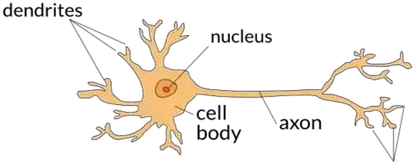 dendrites
nucleus
cell
body
axon